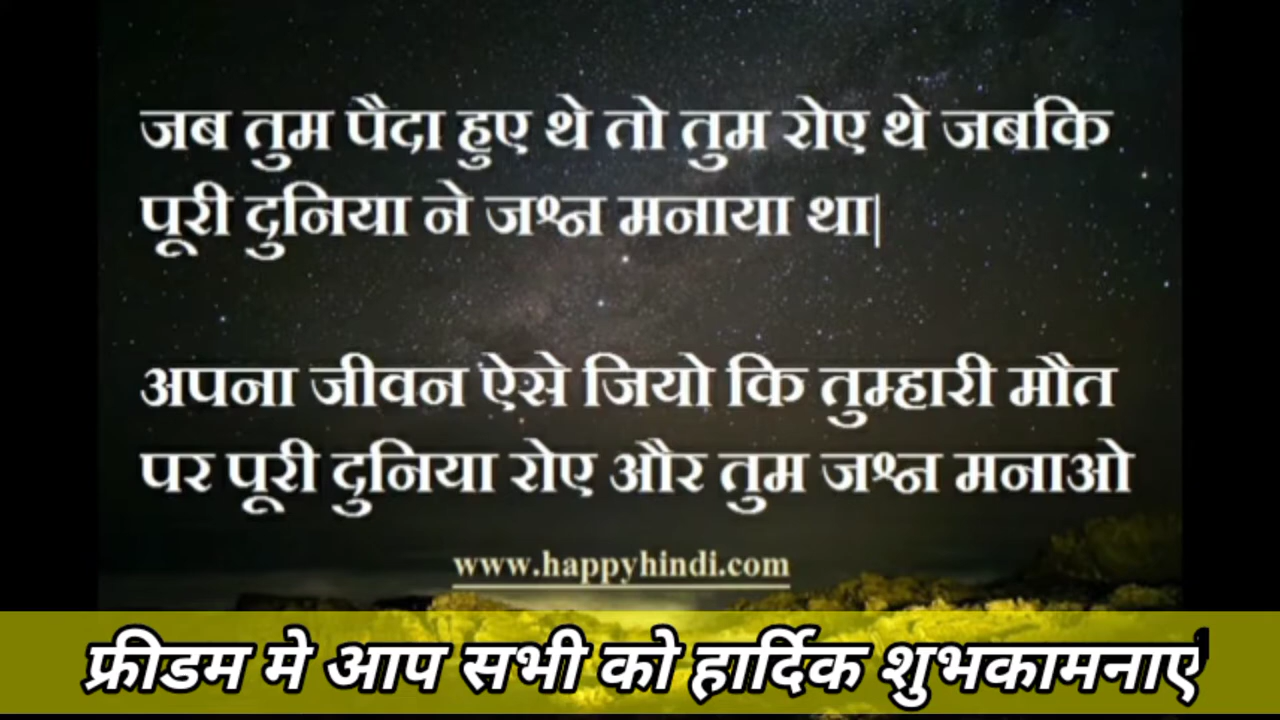 जब तुम पैदा हुए थे तो तुम रोए थे जबकि
पूरी दुनिया ने जश्न मनाया था|
अपना जीवन ऐसे जियो कि तुम्हारी मौत
पर पूरी दुनिया रोए और तुम जश्न मनाओ
www.happyhindi.com
फ्रीडम मे आप सभी को हार्दिक शुभकामनाएं